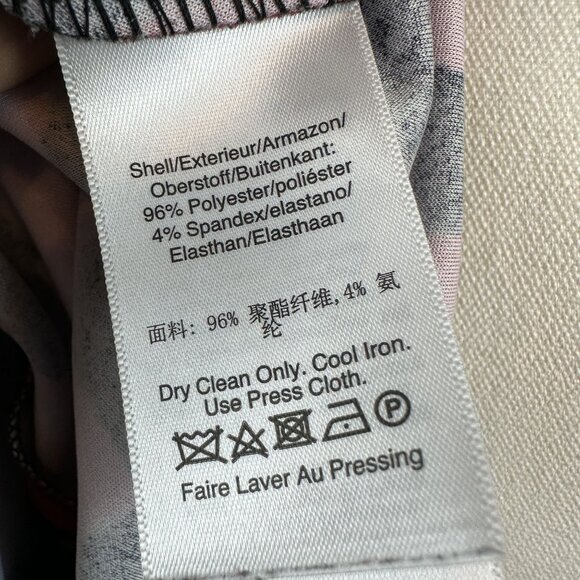 Shell/Exterieur/Armazon/
Oberstoff/Buitenkant:
96% Polyester/poliéster
4% Spandex/elastano/
Elasthan/Elasthaan
面料: 96% 聚酯纤维,4% 氨
纶
Dry Clean Only. Cool Iron.
Use Press Cloth.
P
Faire Laver Au Pressing